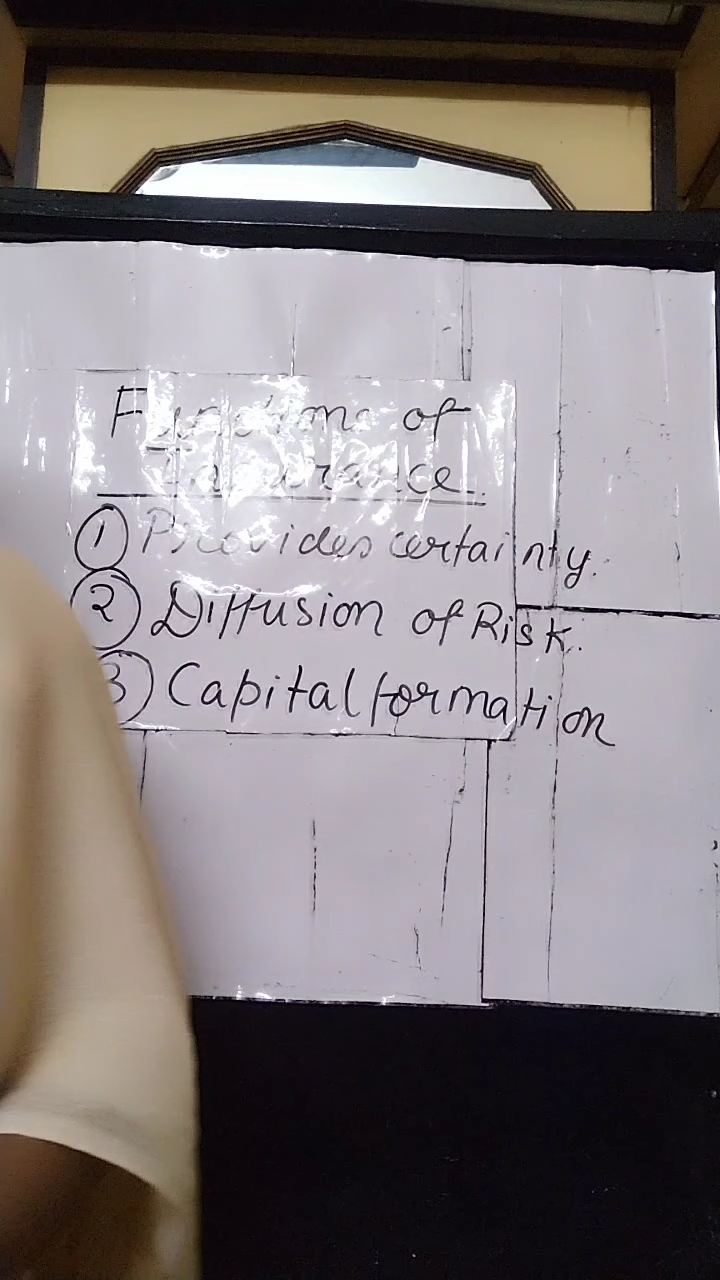 Functions of
Insurance.
① Provides certainty.
② Diffusion of Risk.
③ Capital formation